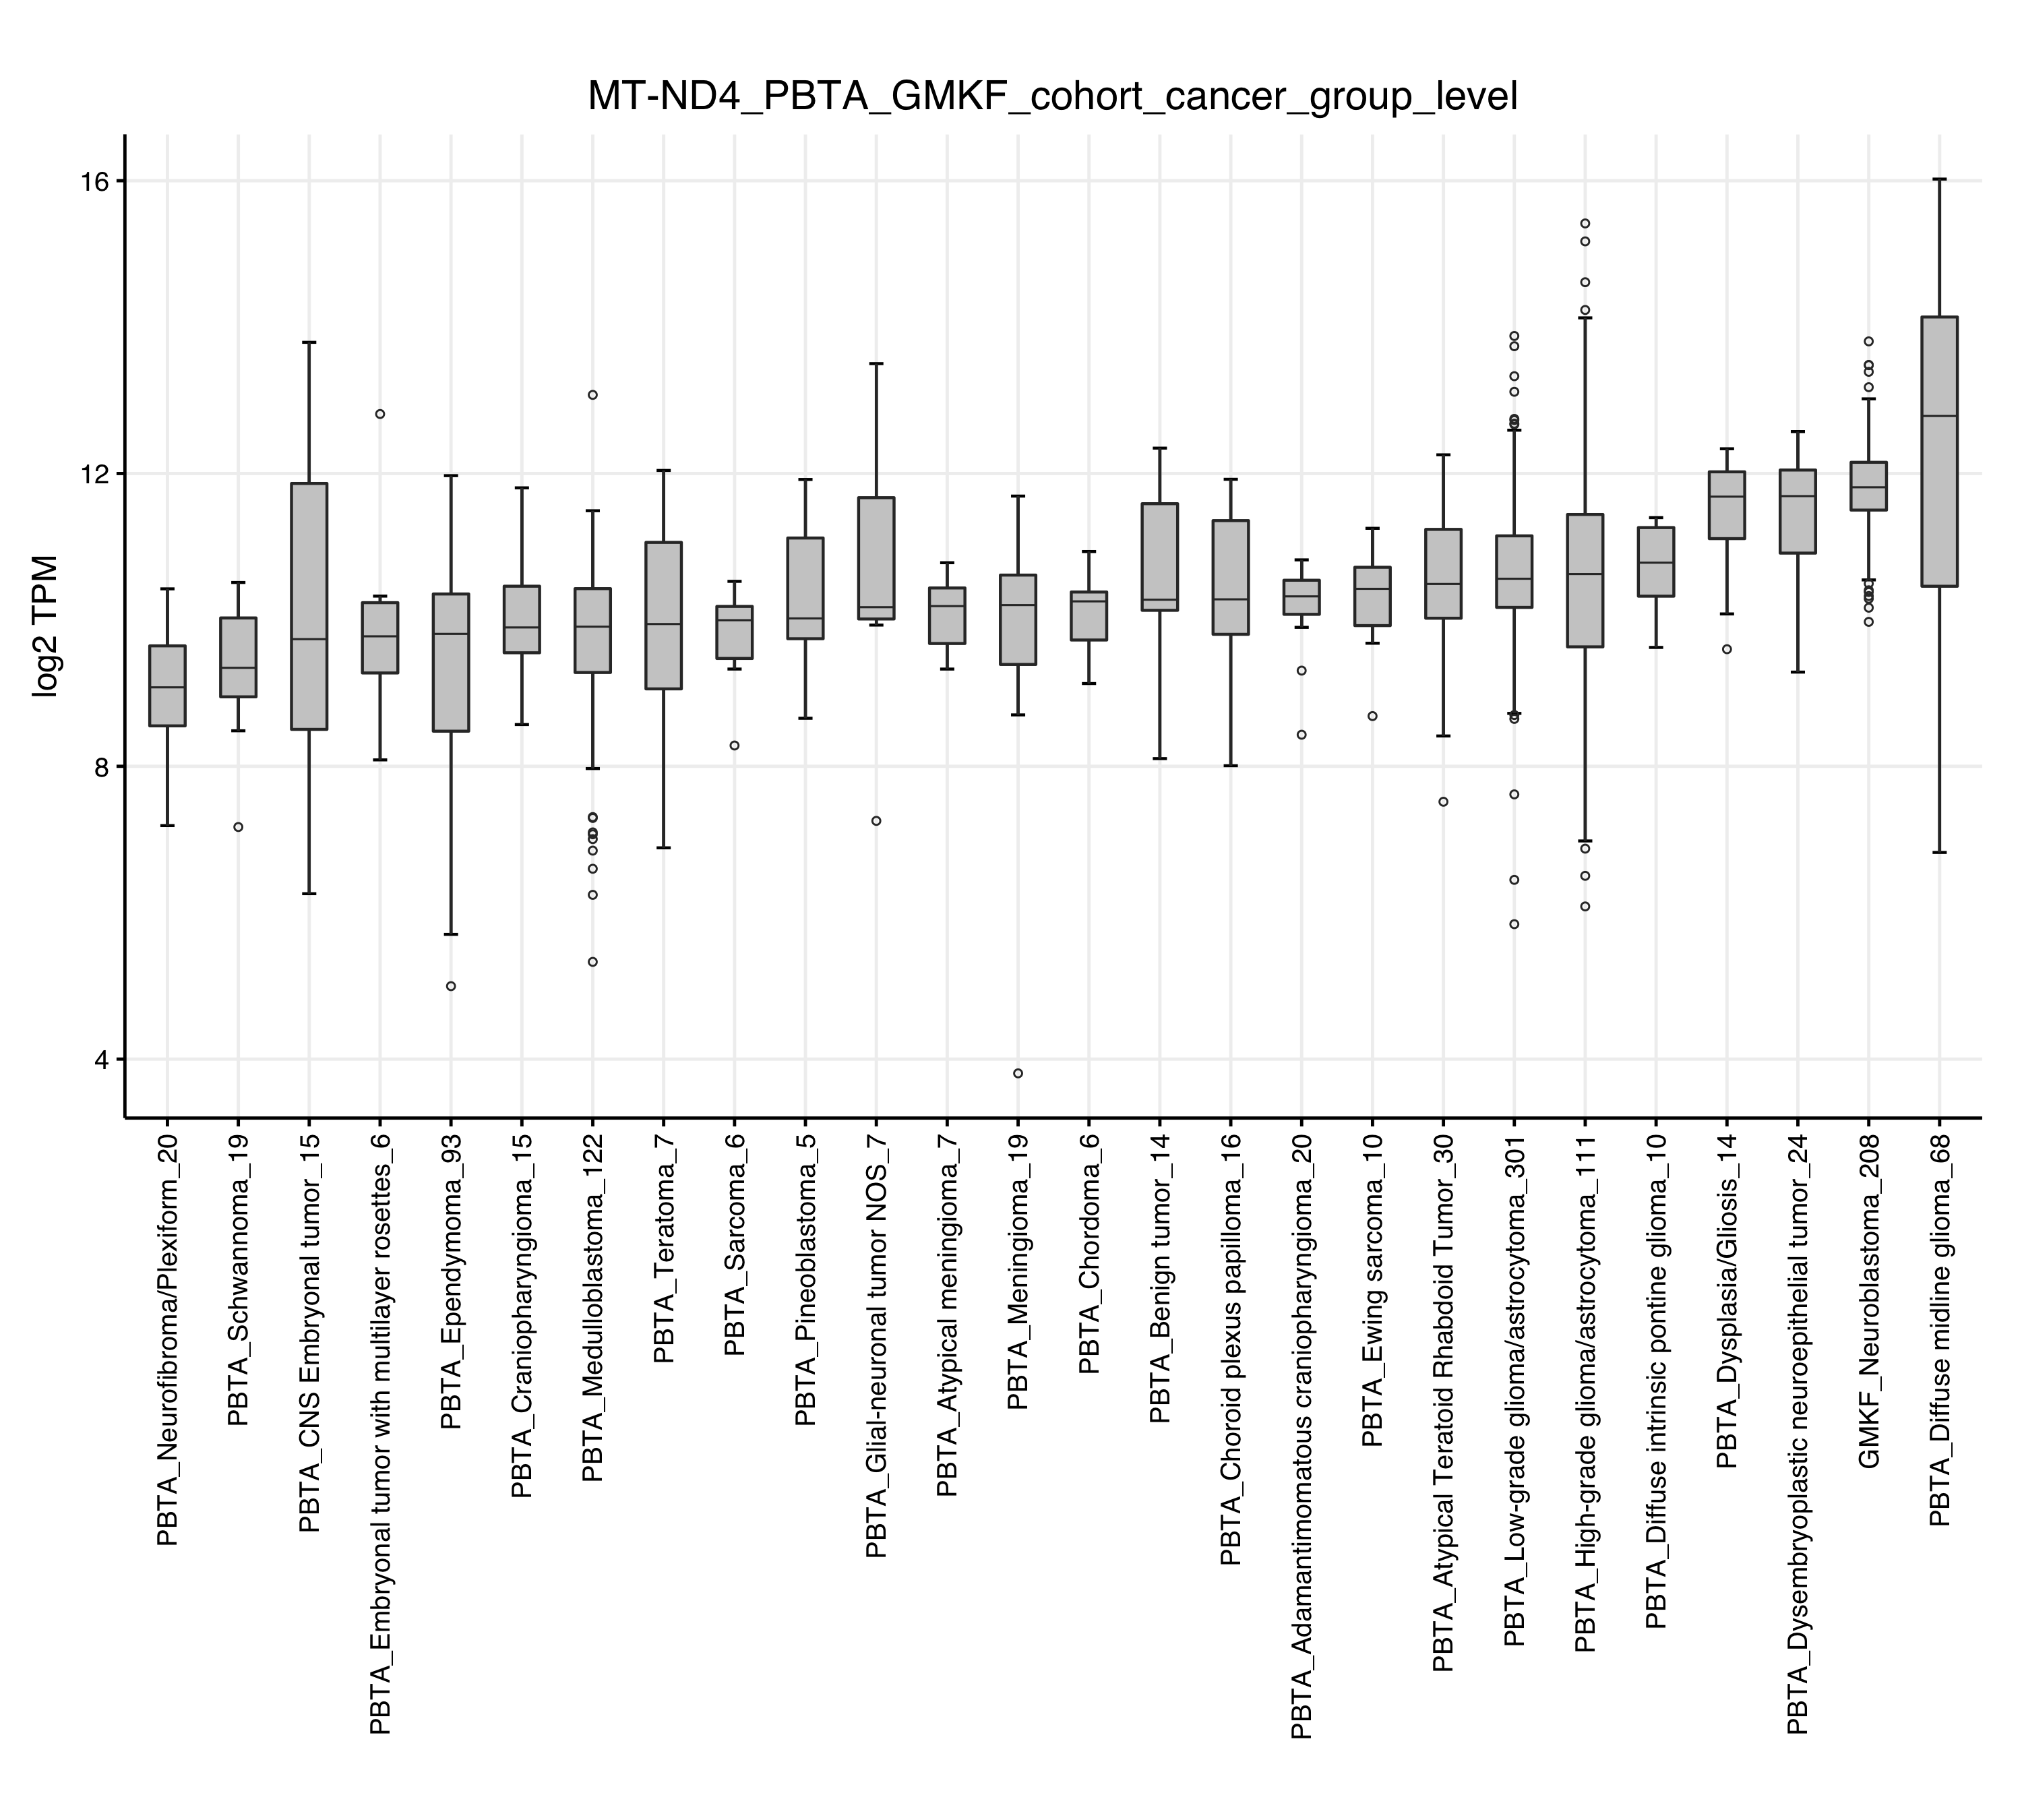 MT-ND4_PBTA_GMKF_cohort_cancer_group_level
log2 TPM
16
12
8
4
PBTA_Neurofibroma/Plexiform_20
PBTA_Schwannoma_19
PBTA_CNS Embryonal tumor_15
PBTA_Embryonal tumor with multilayer rosettes_6
PBTA_Ependymoma_93
PBTA_Craniopharyngioma_15
PBTA_Medulloblastoma_122
PBTA_Teratoma_7
PBTA_Sarcoma_6
PBTA_Pineoblastoma_5
PBTA_Glial-neuronal tumor NOS_7
PBTA_Atypical meningioma_7
PBTA_Meningioma_19
PBTA_Chordoma_6
PBTA_Benign tumor_14
PBTA_Choroid plexus papilloma_16
PBTA_Adamantinomatous craniopharyngioma_20
PBTA_Ewing sarcoma_10
PBTA_Atypical Teratoid Rhabdoid Tumor_30
PBTA_Low-grade glioma/astrocytoma_301
PBTA_High-grade glioma/astrocytoma_111
PBTA_Diffuse intrinsic pontine glioma_10
PBTA_Dysplasia/Gliosis_14
PBTA_Dysembryoplastic neuroepithelial tumor_24
GMKF_Neuroblastoma_208
PBTA_Diffuse midline glioma_68